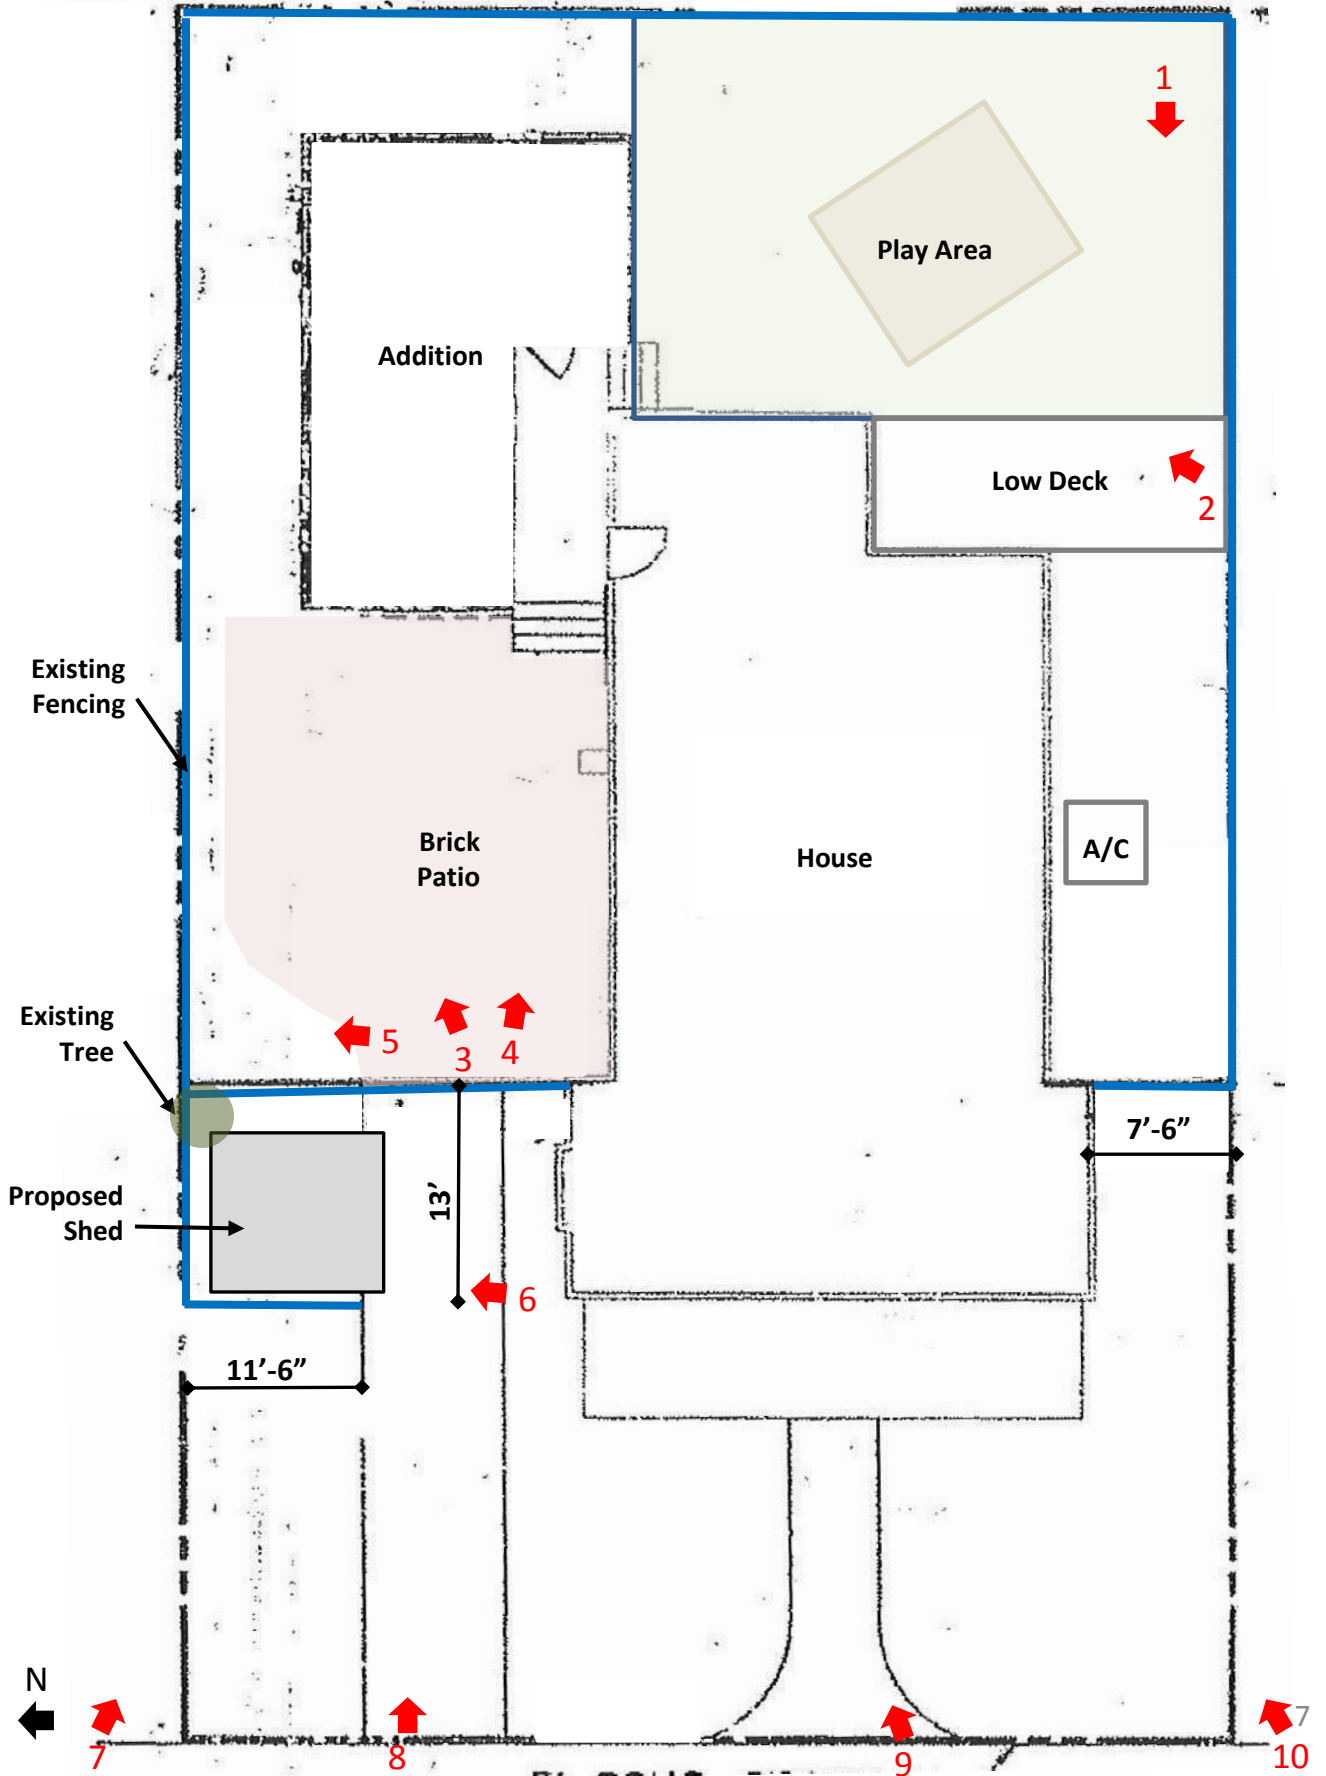 1
Play Area
Addition
Low Deck
2
Existing
Fencing
Brick
Patio
House
A/C
Existing
Tree
5
3
4
7’-6”
13’
Proposed
Shed
6
11’-6”
N
7
8
9
7
10